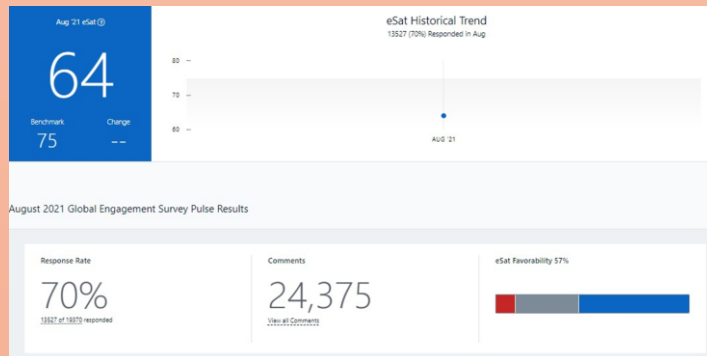 Aug '21 eSat ?
64
Benchmark
75
Change
--
eSat Historical Trend
13527 (70%) Responded in Aug
80
70
60
AUG '21
August 2021 Global Engagement Survey Pulse Results
Response Rate
70%
13527 of 19370 responded
Comments
24,375
View all Comments
eSat Favorability 57%